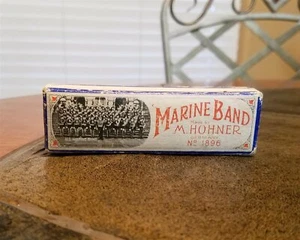 MARINE BAND
M. HOHNER
No. 1896